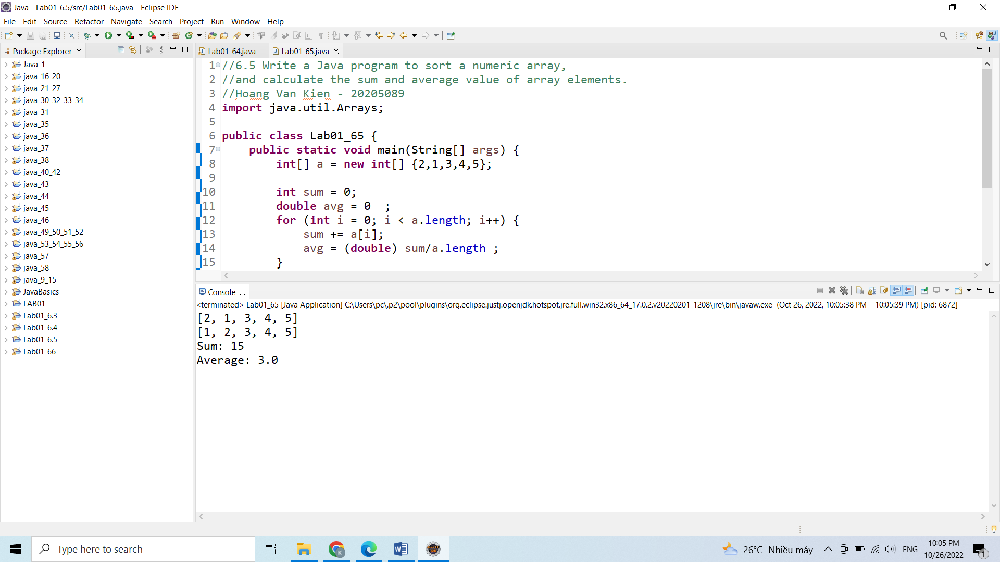 Java - Lab01_6.5/src/Lab01_65.java - Eclipse IDE
File Edit Source Refactor Navigate Search Project Run Window Help
Package Explorer
Java_1
java_16_20
java_21_27
java_30_32_33_34
java_31
java_35
java_36
java_37
java_38
java_40_42
java_43
java_44
java_45
java_46
java_49_50_51_52
java_53_54_55_56
java_57
java_58
java_9_15
JavaBasics
LAB01
Lab01_6.3
Lab01_6.4
Lab01_6.5
Lab01_66
Lab01_64.java Lab01_65.java
1 //6.5 Write a Java program to sort a numeric array,
2 //and calculate the sum and average value of array elements.
3 //Hoang Van Kien - 20205089
4 import java.util.Arrays;
5
6 public class Lab01_65 {
7 public static void main(String[] args) {
8 int[] a = new int[] {2,1,3,4,5};
9
10 int sum = 0;
11 double avg = 0 ;
12 for (int i = 0; i < a.length; i++) {
13 sum += a[i];
14 avg = (double) sum/a.length ;
15 }
Console
<terminated> Lab01_65 [Java Application] C:\Users\pc\.p2\pool\plugins\org.eclipse.justj.openjdk.hotspot.jre.full.win32.x86_64_17.0.2.v20220201-1208\jre\bin\javaw.exe (Oct 26, 2022, 10:05:38 PM – 10:05:39 PM) [pid: 6872]
[2, 1, 3, 4, 5]
[1, 2, 3, 4, 5]
Sum: 15
Average: 3.0
Type here to search
K
26°C Nhiều mây
ENG
10:05 PM
10/26/2022
1